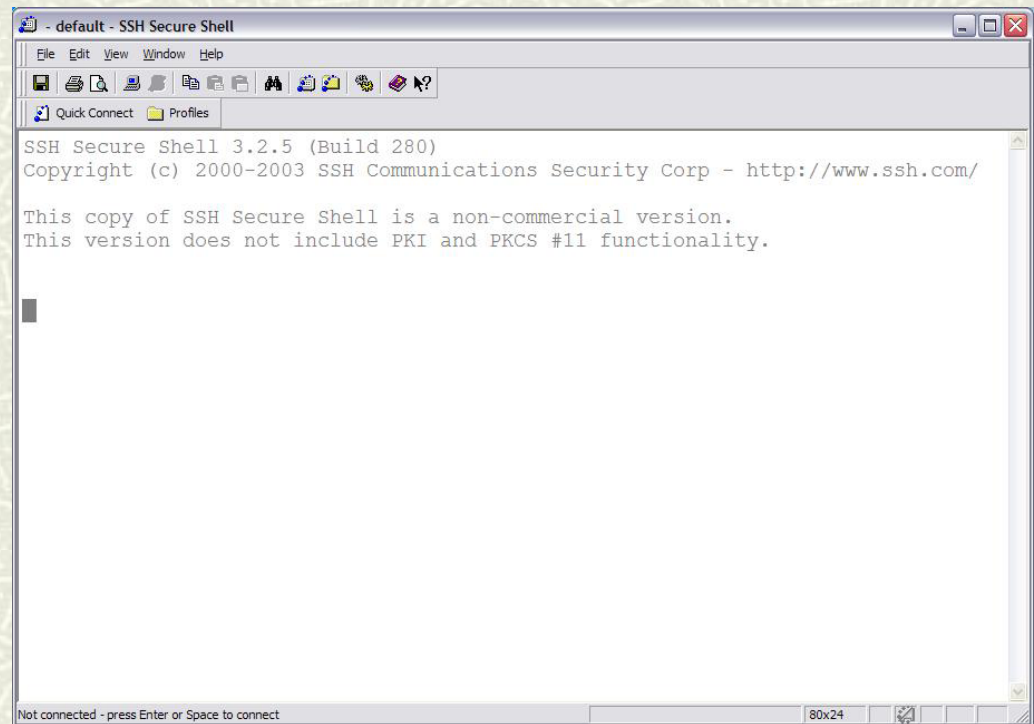 - default - SSH Secure Shell
File Edit View Window Help
Quick Connect Profiles
SSH Secure Shell 3.2.5 (Build 280)
Copyright (c) 2000-2003 SSH Communications Security Corp - http://www.ssh.com/
This copy of SSH Secure Shell is a non-commercial version.
This version does not include PKI and PKCS #11 functionality.
Not connected - press Enter or Space to connect 80x24